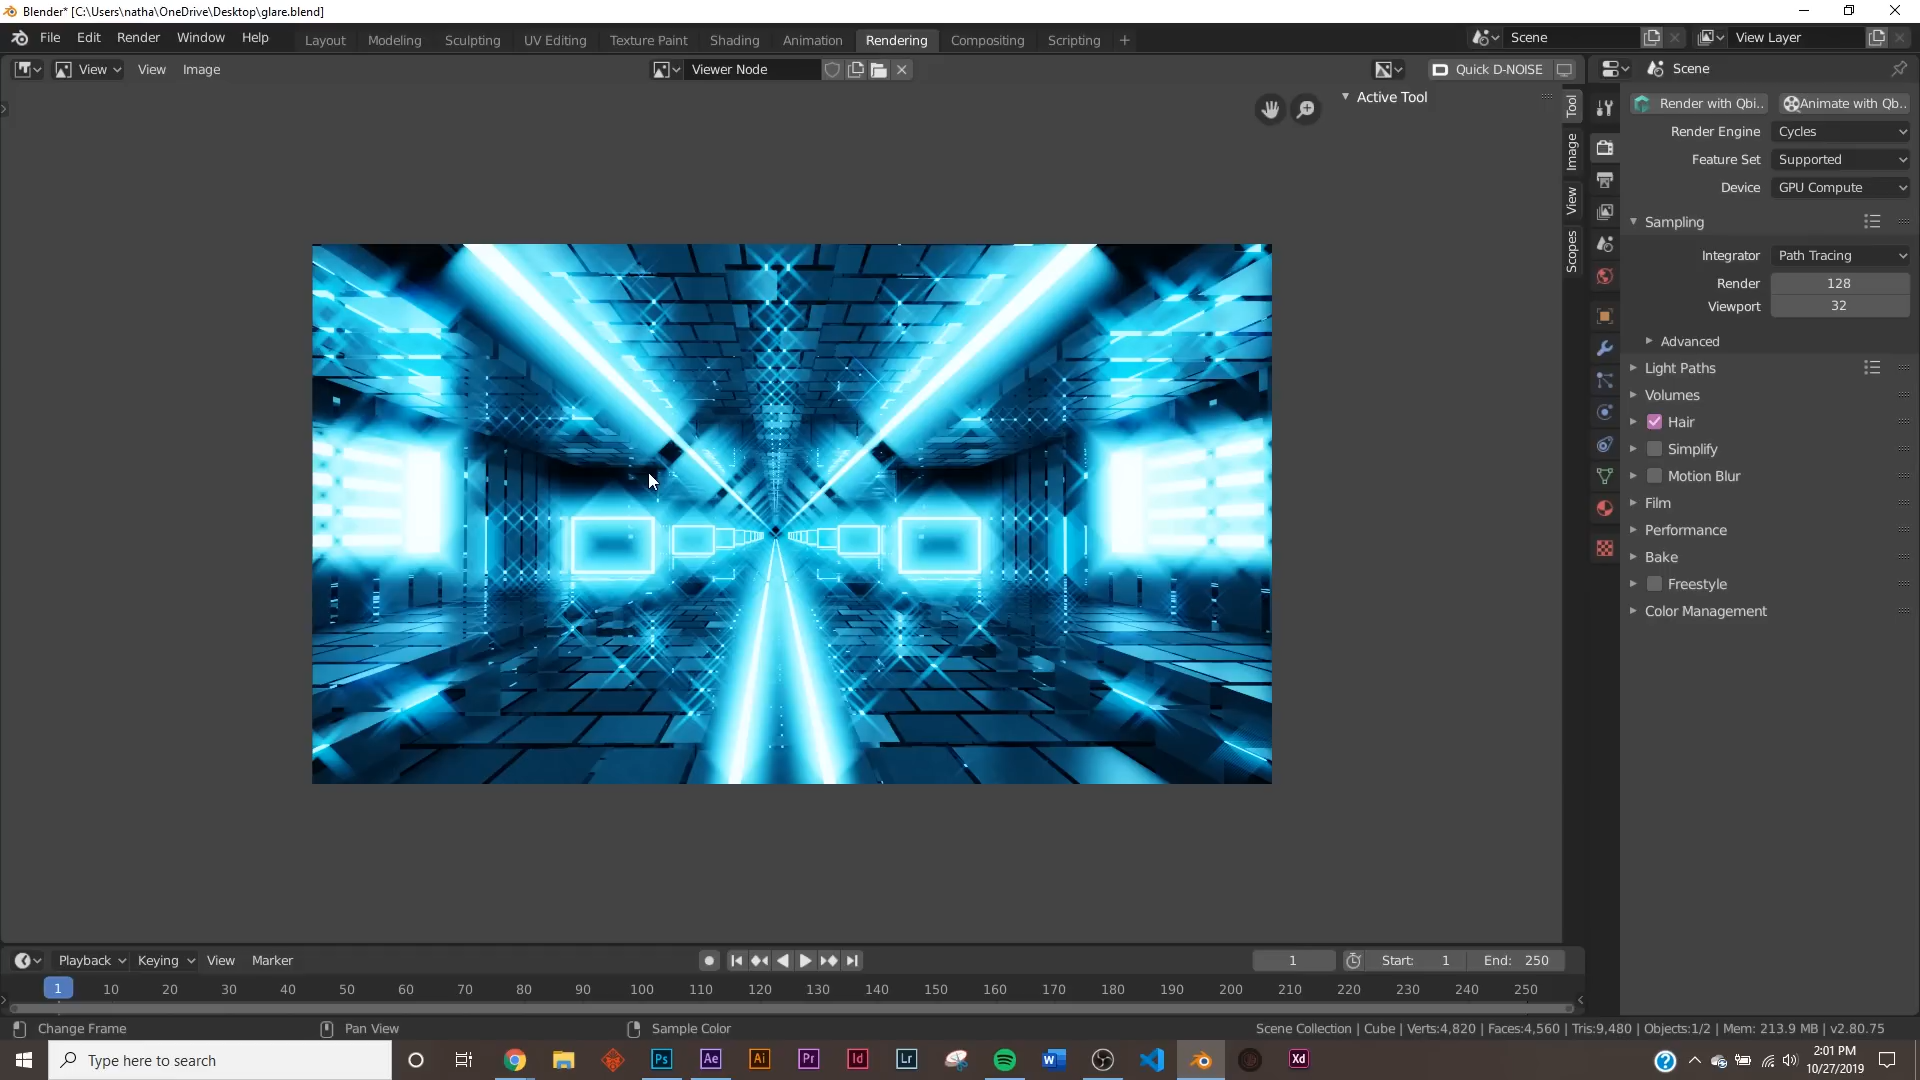 Blender* [C:\Users\natha\OneDrive\Desktop\glare.blend]
File Edit Render Window Help Layout Modeling Sculpting UV Editing Texture Paint Shading Animation Rendering Compositing Scripting + Scene View Layer
View View Image Viewer Node Quick D-NOISE Scene
Active Tool
Tool
Image
View
Scopes
Render with Qbi.. Animate with Qb..
Render Engine Cycles
Feature Set Supported
Device GPU Compute
Sampling
Integrator Path Tracing
Render 128
Viewport 32
Advanced
Light Paths
Volumes
Hair
Simplify
Motion Blur
Film
Performance
Bake
Freestyle
Color Management
Playback Keying View Marker 1 Start: 1 End: 250
1 10 20 30 40 50 60 70 80 90 100 110 120 130 140 150 160 170 180 190 200 210 220 230 240 250
Change Frame Pan View Sample Color Scene Collection | Cube | Verts:4,820 | Faces:4,560 | Tris:9,480 | Objects:1/2 | Mem: 213.9 MB | v2.80.75
Type here to search Ps Ae Ai Pr Id Lr W Xd ? 2:01 PM
10/27/2019